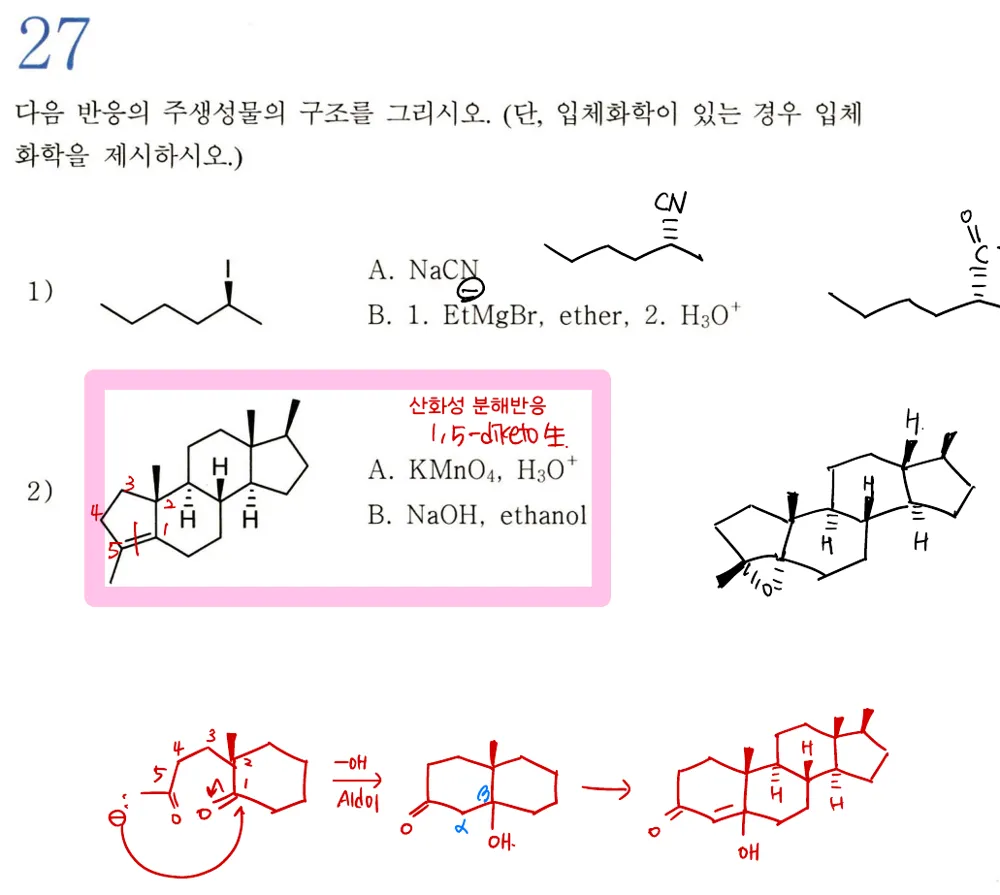 27
다음 반응의 주생성물의 구조를 그리시오. (단, 입체화학이 있는 경우 입체
화학을 제시하시오.)
CN
O
C
I
1)
A. NaCN
B. 1. EtMgBr, ether, 2. H₃O⁺
산화성 분해반응
1,5-diketo 生.
2)
A. KMnO₄, H₃O⁺
B. NaOH, ethanol
H
H
H
3
4
2
5
1
H
H
H
H
O
4
3
5
2
1
O
O
⊖
-OH
Aldol
O
β
α
OH
H
H
H
O
OH